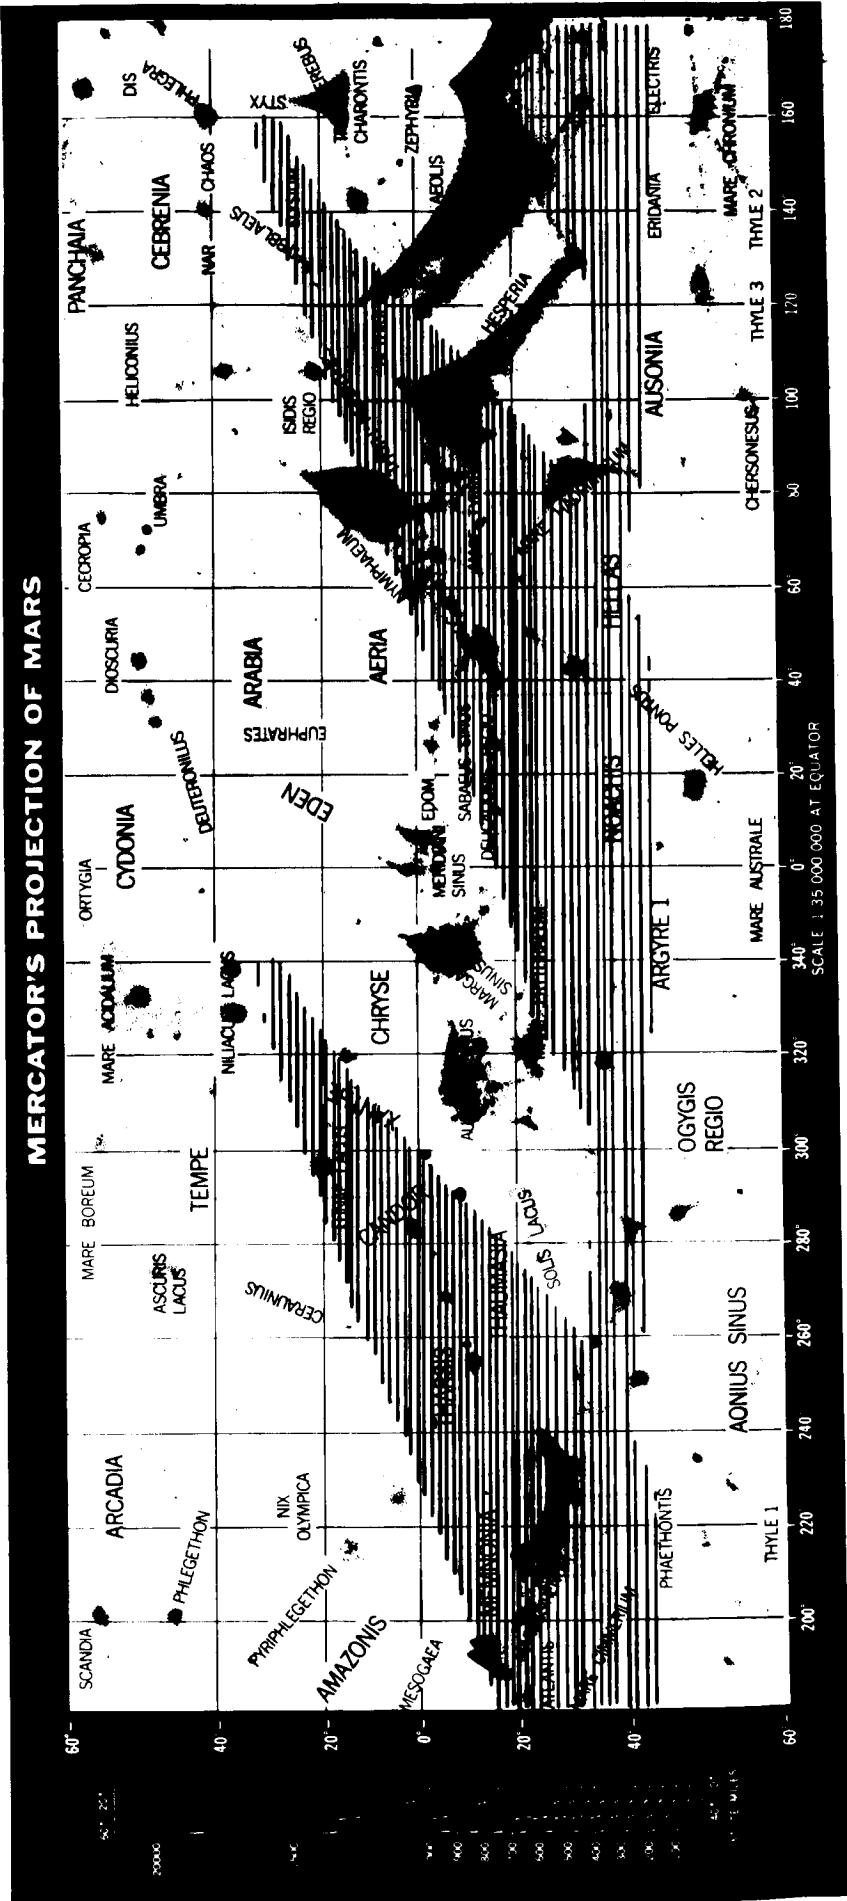 MERCATOR'S PROJECTION OF MARS
PANCHAIA
CECROPIA
DIOSCURIA
ORTYGIA
MARE ACIDALIUM
MARE BOREUM
ARCADIA
SCANDIA
DIS
PHLEGRA
CEBRENIA
HELICONIUS
UMBRA
CYDONIA
DEUTERONILUS
NILIACUS LACUS
TEMPE
ASCURIS
LACUS
PHLEGETHON
CHAOS
NAR
STYX
EREBUS
CHARONTIS
ZEPHYRIA
AEOLIS
ISIDIS
REGIO
NYMPHAEUM
ARABIA
AERIA
EUPHRATES
EDEN
EDOM
MERIDIANI
SINUS
SABAEUS SINUS
CHRYSE
MARGA
SINUS
CANDOR
CERAUNIUS
THARSIS
THAUMASIA
SOLIS LACUS
NIX
OLYMPICA
PYRIPHLEGETHON
AMAZONIS
MESOGAEA
MEMNONIA
ATLANTIS
HESPERIA
ELECTRIS
ERIDANIA
AUSONIA
HELLAS
HELLES PONTOS
NOACHIS
ARGYRE 1
OGYGIS
REGIO
AONIUS SINUS
PHAETHONTIS
MARE CHRONIUM
THYLE 2
THYLE 3
CHERSONESUS
MARE AUSTRALE
THYLE 1
180
160°
140
120
100
80
60°
40°
20°
0°
340°
320
300
280°
260°
240
220
200°
60°
40°
20°
0°
20°
40°
60
SCALE 1:35 000 000 AT EQUATOR
20000